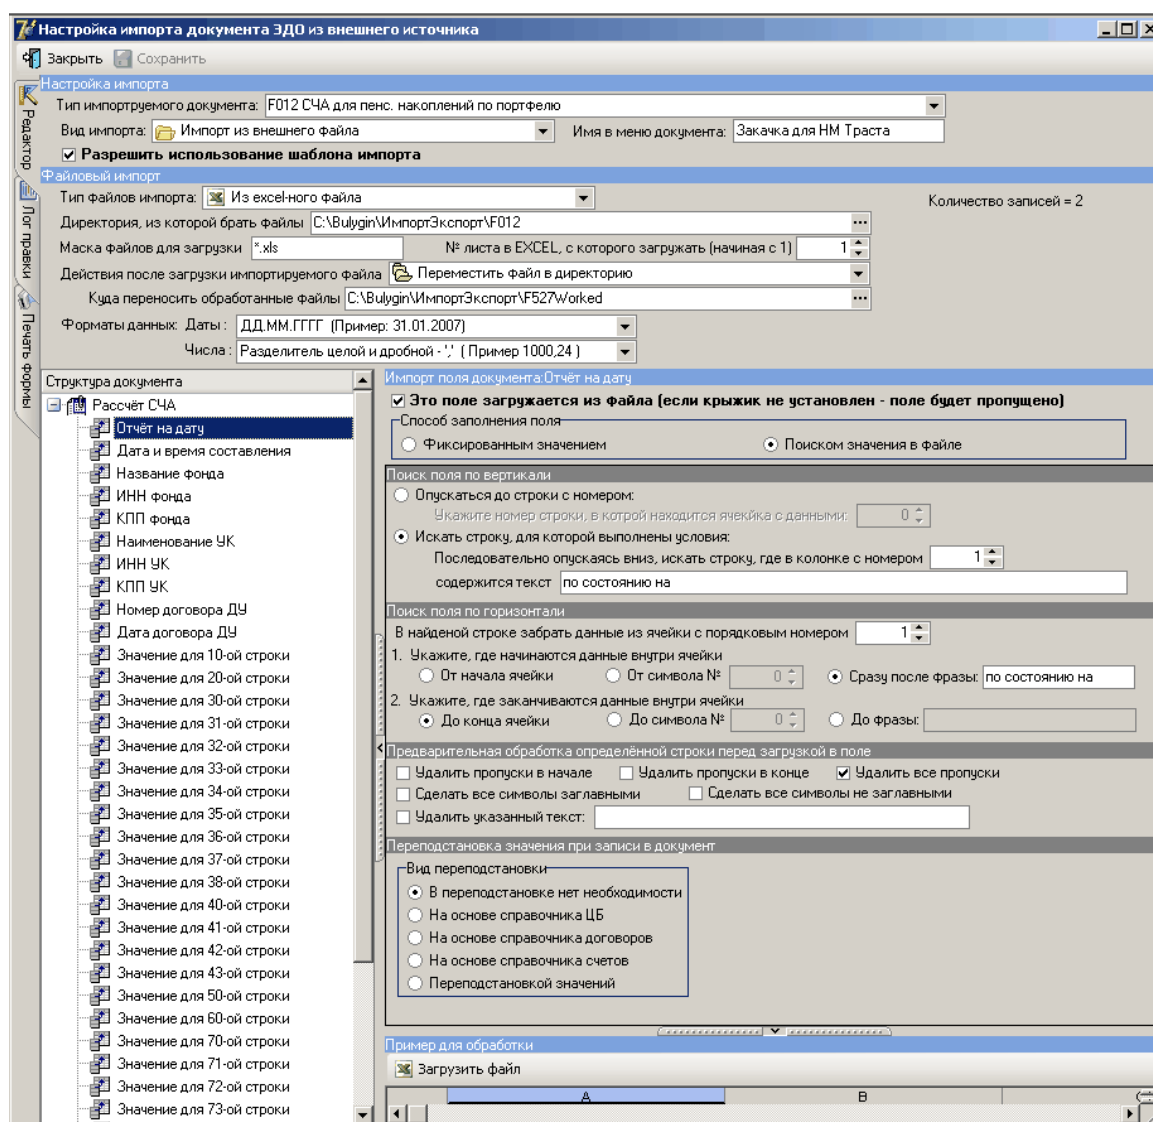 Настройка импорта документа ЭДО из внешнего источника
Закрыть Сохранить
Настройка импорта
Тип импортруемого документа: F012 СЧА для пенс. накоплений по портфелю
Вид импорта: Импорт из внешнего файла Имя в меню документа: Закачка для НМ Траста
Разрешить использование шаблона импорта
Файловый импорт
Тип файлов импорта: Из excel-ного файла Количество записей = 2
Директория, из которой брать файлы C:\Bulygin\ИмпортЭкспорт\F012 ...
Маска файлов для загрузки *.xls № листа в EXCEL, с которого загружать (начиная с 1) 1
Действия после загрузки импортируемого файла Переместить файл в директорию
Куда переносить обработанные файлы C:\Bulygin\ИмпортЭкспорт\F527Worked ...
Форматы данных: Даты : ДД.ММ.ГГГГ (Пример: 31.01.2007)
Числа : Разделитель целой и дробной - ',' ( Пример 1000,24 )
Редактор
Лог правки
Печать формы
Структура документа
Рассчёт СЧА
Отчёт на дату
Дата и время составления
Название фонда
ИНН фонда
КПП фонда
Наименование УК
ИНН УК
КПП УК
Номер договора ДУ
Дата договора ДУ
Значение для 10-ой строки
Значение для 20-ой строки
Значение для 30-ой строки
Значение для 31-ой строки
Значение для 32-ой строки
Значение для 33-ой строки
Значение для 34-ой строки
Значение для 35-ой строки
Значение для 36-ой строки
Значение для 37-ой строки
Значение для 38-ой строки
Значение для 40-ой строки
Значение для 41-ой строки
Значение для 42-ой строки
Значение для 43-ой строки
Значение для 50-ой строки
Значение для 60-ой строки
Значение для 70-ой строки
Значение для 71-ой строки
Значение для 72-ой строки
Значение для 73-ой строки
Импорт поля документа:Отчёт на дату
Это поле загружается из файла (если крыжик не установлен - поле будет пропущено)
Способ заполнения поля
Фиксированным значением Поиском значения в файле
Поиск поля по вертикали
Опускаться до строки с номером:
Укажите номер строки, в котрой находится ячекйка с данными: 0
Искать строку, для которой выполнены условия:
Последовательно опускаясь вниз, искать строку, где в колонке с номером 1
содержится текст по состоянию на
Поиск поля по горизонтали
В найденой строке забрать данные из ячейки с порядковым номером 1
1. Укажите, где начинаются данные внутри ячейки
От начала ячейки От символа № 0 Сразу после фразы: по состоянию на
2. Укажите, где заканчиваются данные внутри ячейки
До конца ячейки До символа № 0 До фразы:
Предварительная обработка определённой строки перед загрузкой в поле
Удалить пропуски в начале Удалить пропуски в конце Удалить все пропуски
Сделать все символы заглавными Сделать все символы не заглавными
Удалить указанный текст:
Переподстановка значения при записи в документ
Вид переподстановки
В переподстановке нет необходимости
На основе справочника ЦБ
На основе справочника договоров
На основе справочника счетов
Переподстановкой значений
Пример для обработки
Загрузить файл
A B